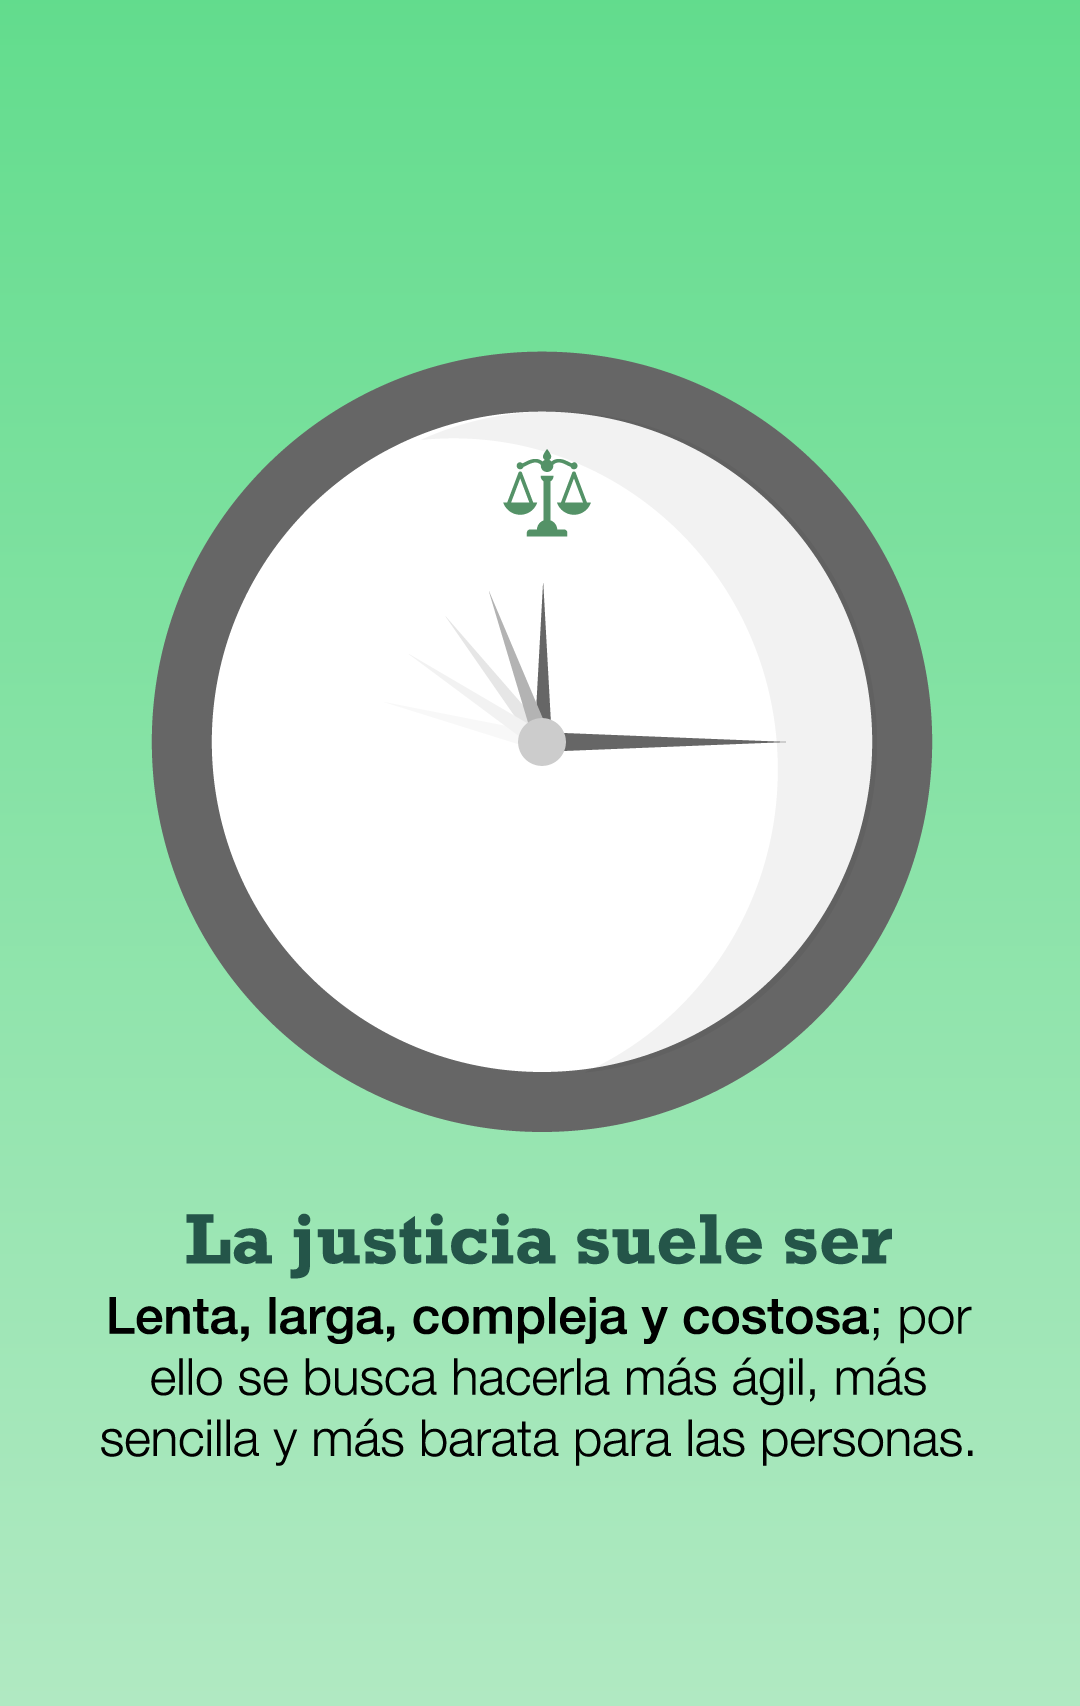 La justicia suele ser
Lenta, larga, compleja y costosa; por
ello se busca hacerla más ágil, más
sencilla y más barata para las personas.